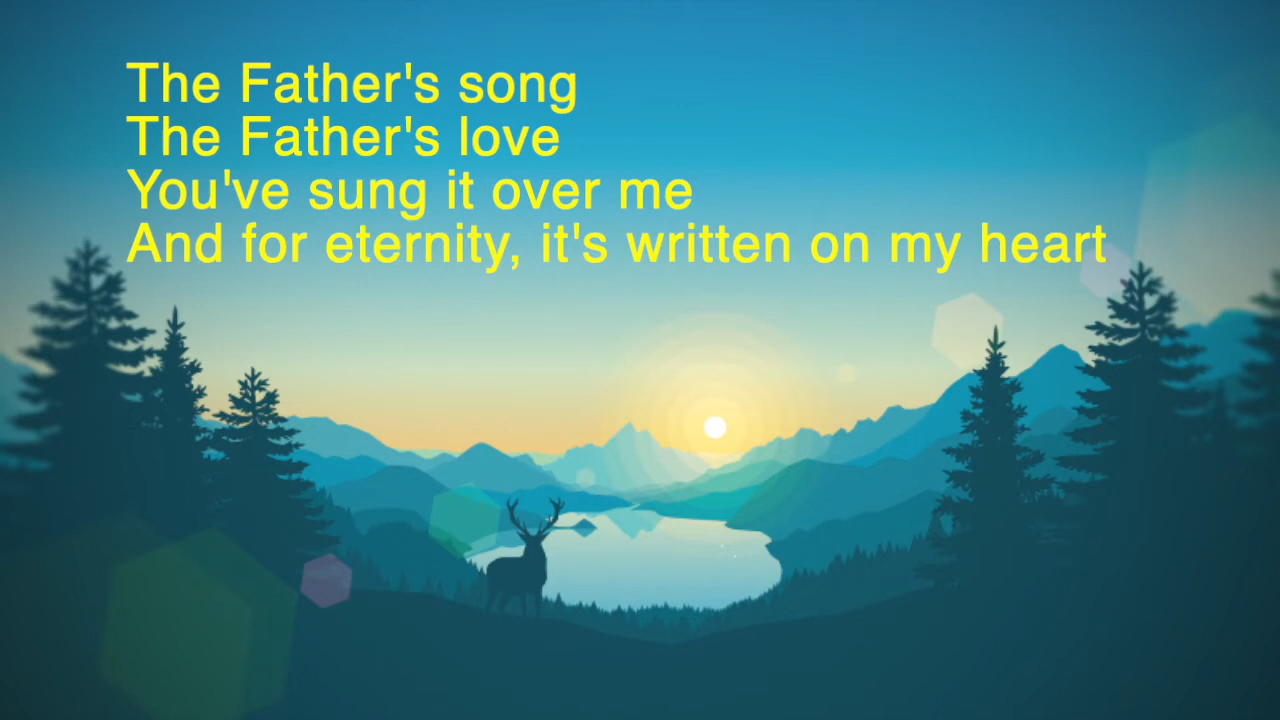 The Father's song
The Father's love
You've sung it over me
And for eternity, it's written on my heart